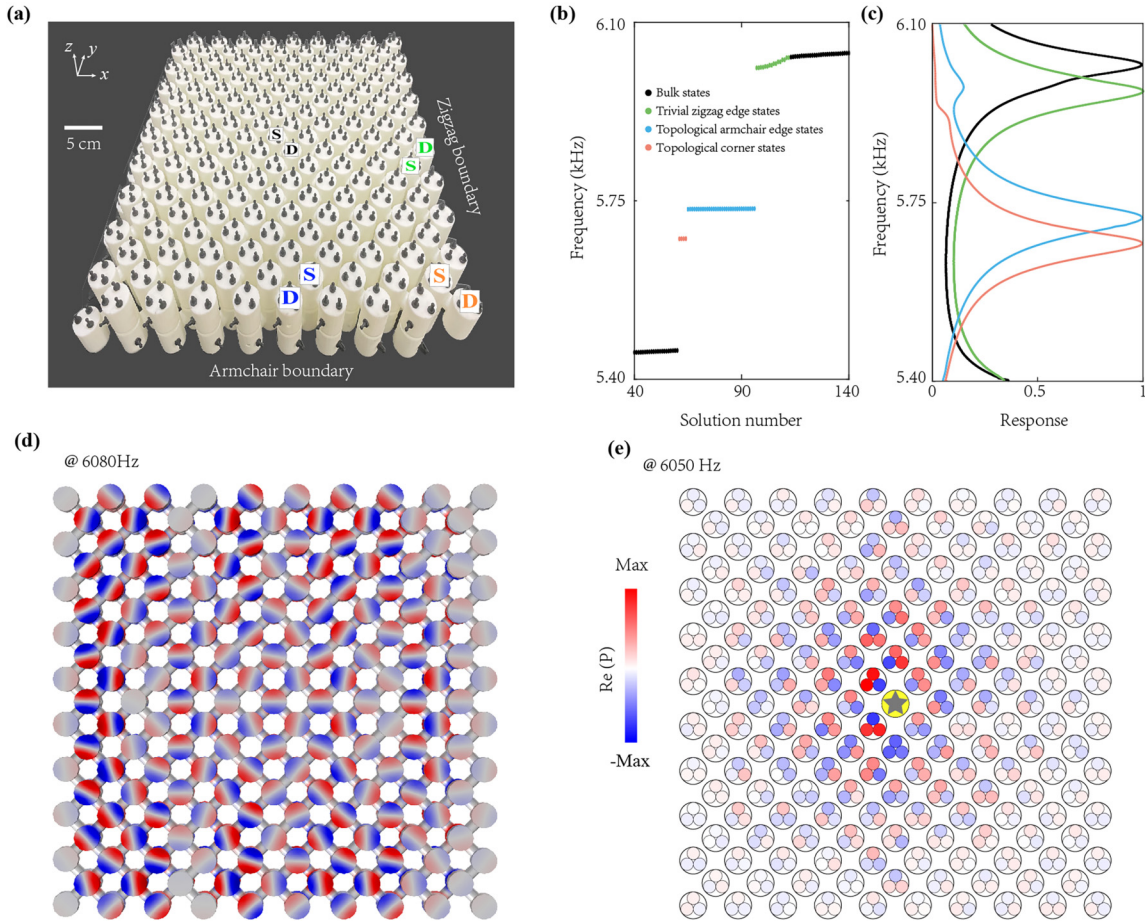 (a)
z
y
x
5 cm
S
D
D
S
Zigzag boundary
S
D
S
D
Armchair boundary
(b)
6.10
5.75
5.40
Frequency (kHz)
Bulk states
Trivial zigzag edge states
Topological armchair edge states
Topological corner states
40
90
140
Solution number
(c)
6.10
5.75
5.40
Frequency (kHz)
0
0.5
1
Response
(d)
@ 6080Hz
(e)
@ 6050 Hz
Max
Re (P)
-Max